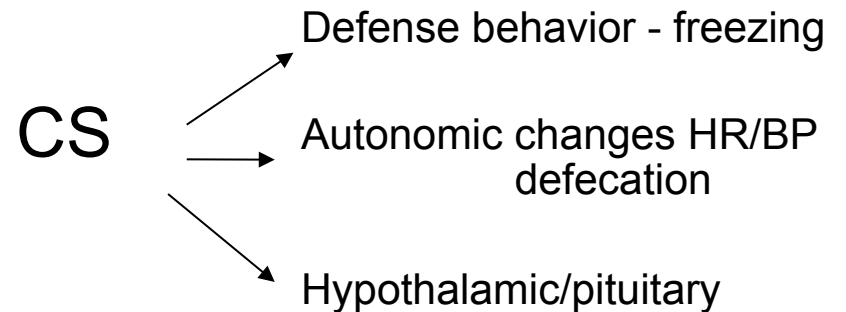 Defense behavior - freezing
CS
Autonomic changes HR/BP
defecation
Hypothalamic/pituitary